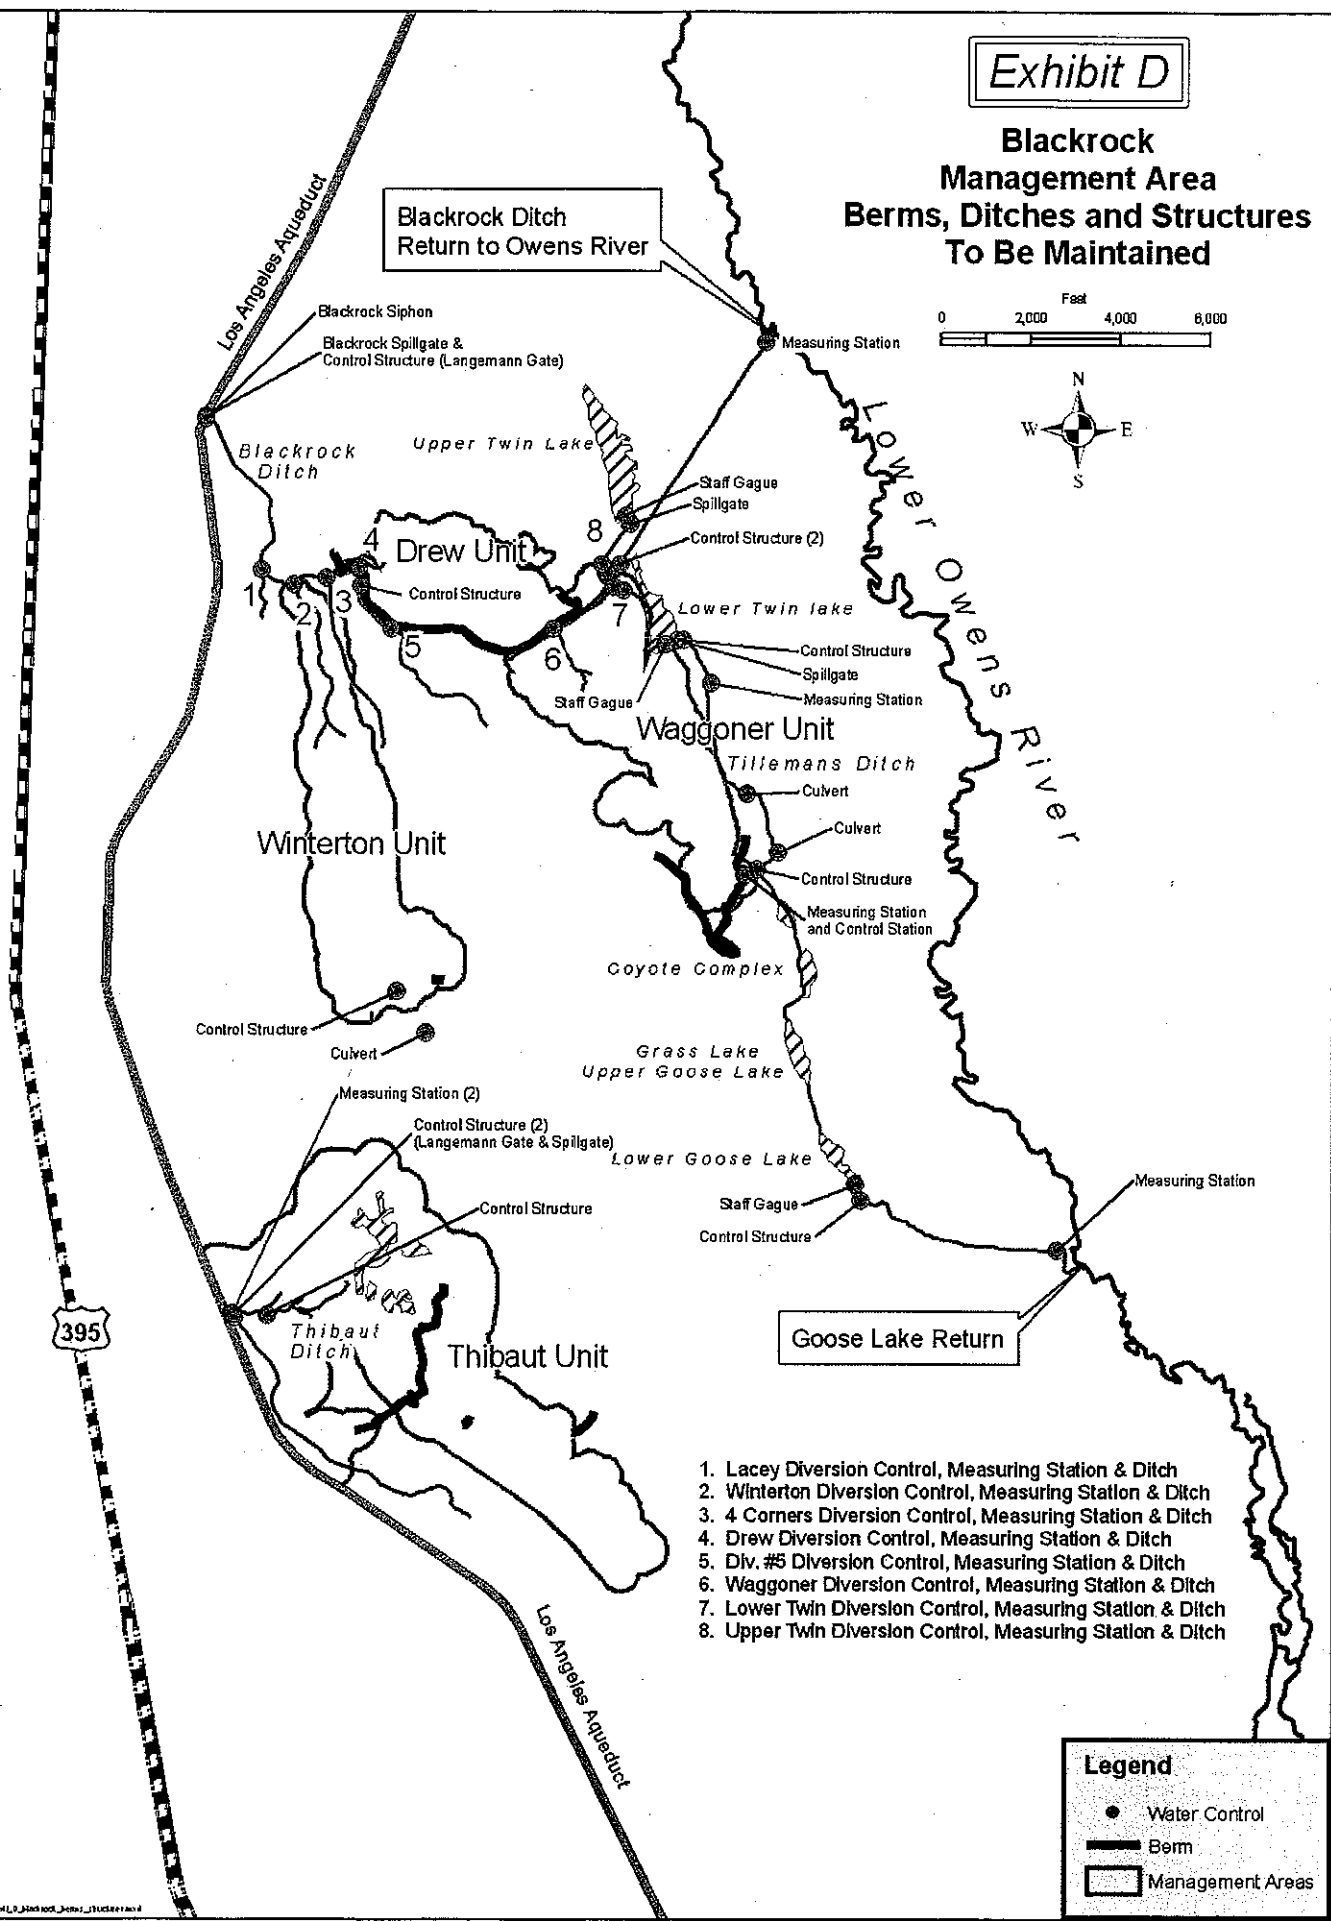 Exhibit D
Blackrock
Management Area
Berms, Ditches and Structures
To Be Maintained
Feet
0 2,000 4,000 6,000
N
W E
S
Los Angeles Aqueduct
Blackrock Ditch
Return to Owens River
Blackrock Siphon
Blackrock Spillgate &
Control Structure (Langemann Gate)
Measuring Station
Lower Owens River
Blackrock
Ditch
Upper Twin Lake
Staff Gague
Spillgate
Control Structure (2)
8
4
Drew Unit
1
2
3
Control Structure
5
6
7
Lower Twin lake
Control Structure
Spillgate
Measuring Station
Staff Gague
Waggoner Unit
Tillemans Ditch
Culvert
Culvert
Winterton Unit
Control Structure
Measuring Station
and Control Station
Coyote Complex
Control Structure
Culvert
Grass Lake
Upper Goose Lake
Measuring Station (2)
Control Structure (2)
(Langemann Gate & Spillgate)
Lower Goose Lake
Control Structure
Staff Gague
Control Structure
Measuring Station
Goose Lake Return
395
Thibaut
Ditch
Thibaut Unit
1. Lacey Diversion Control, Measuring Station & Ditch
2. Winterton Diversion Control, Measuring Station & Ditch
3. 4 Corners Diversion Control, Measuring Station & Ditch
4. Drew Diversion Control, Measuring Station & Ditch
5. Div. #5 Diversion Control, Measuring Station & Ditch
6. Waggoner Diversion Control, Measuring Station & Ditch
7. Lower Twin Diversion Control, Measuring Station & Ditch
8. Upper Twin Diversion Control, Measuring Station & Ditch
Los Angeles Aqueduct
Legend
Water Control
Berm
Management Areas